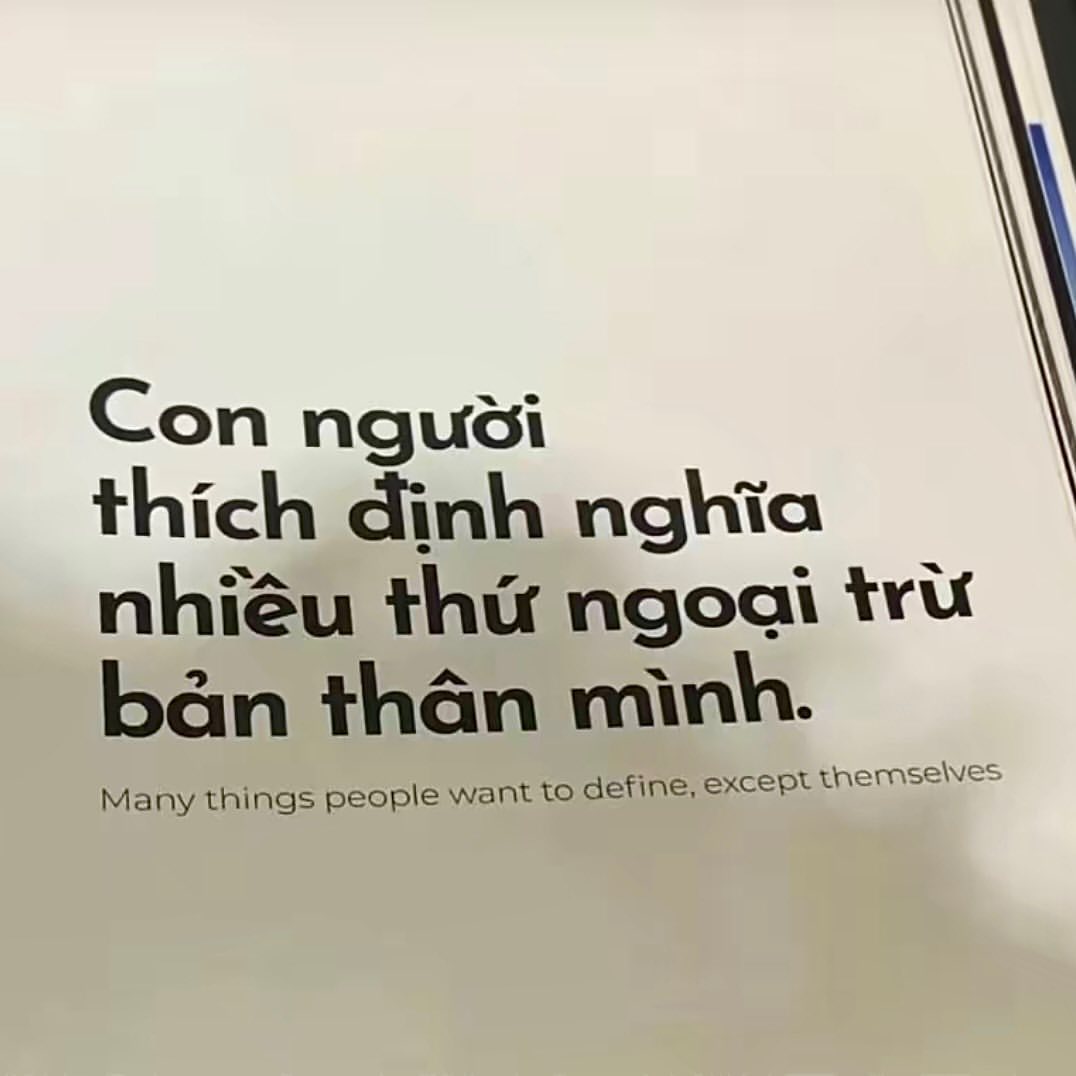 Con người
thích định nghĩa
nhiều thứ ngoại trừ
bản thân mình.
Many things people want to define, except themselves